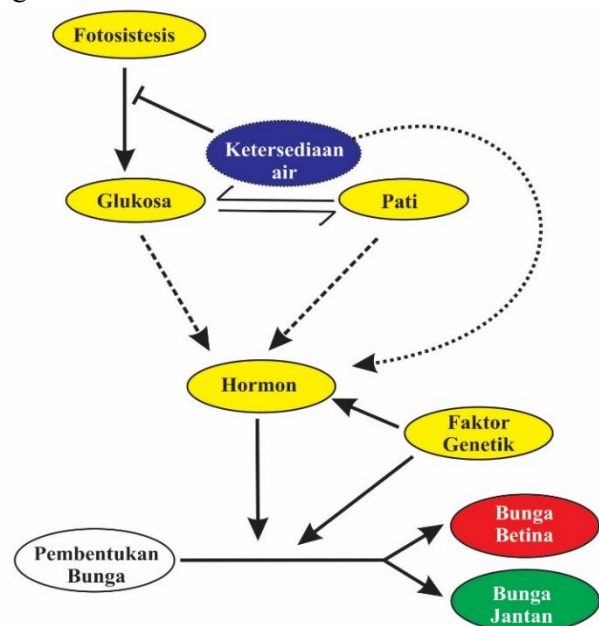 Fotosistesis
Ketersediaan
air
Glukosa
Pati
Hormon
Faktor
Genetik
Pembentukan
Bunga
Bunga
Betina
Bunga
Jantan